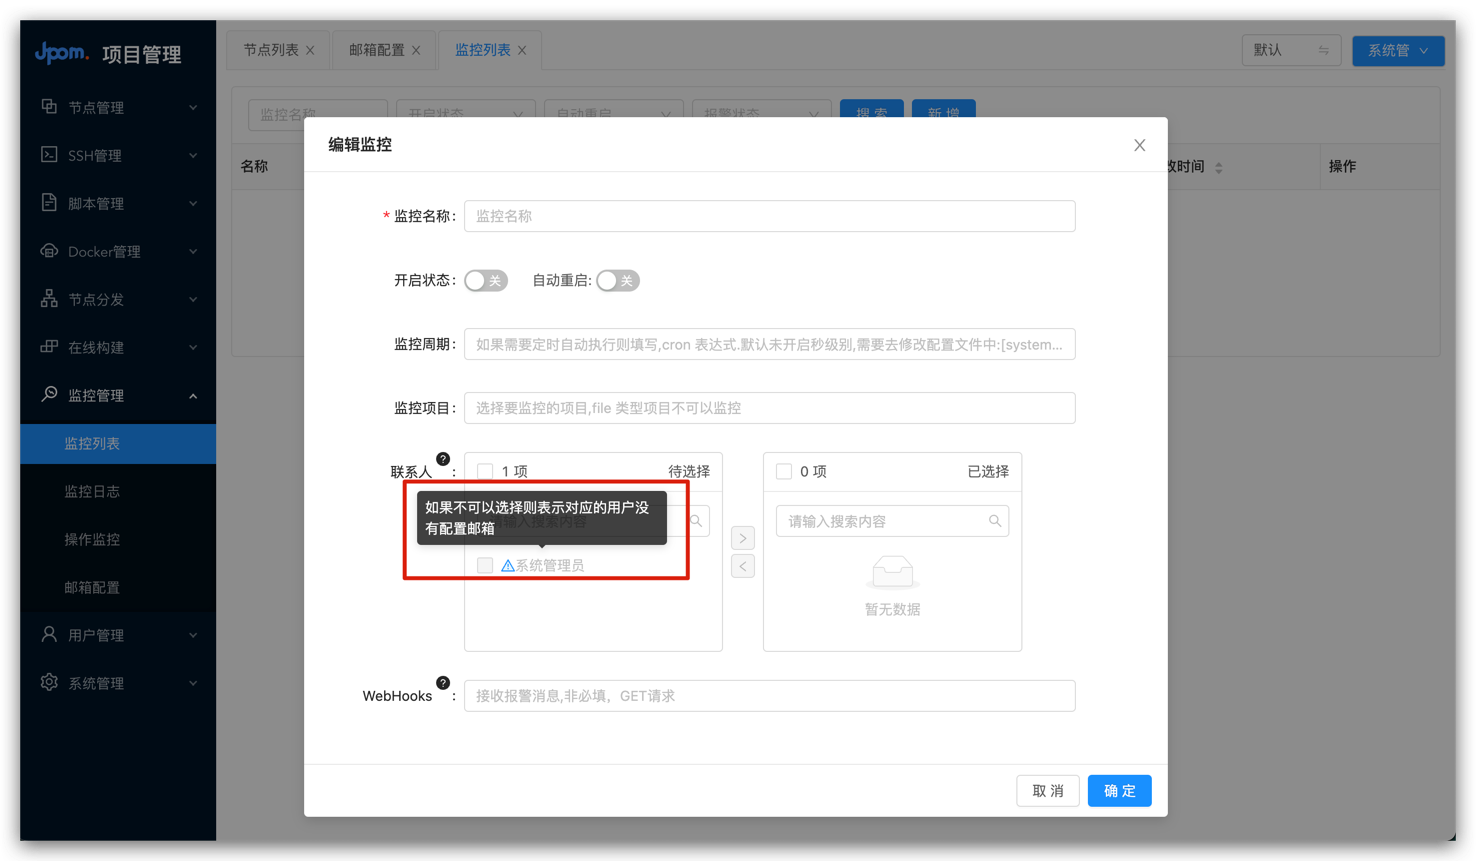 Jpom. 项目管理
节点列表
邮箱配置
监控列表
默认
系统管
节点管理
SSH管理
脚本管理
Docker管理
节点分发
在线构建
监控管理
监控列表
监控日志
操作监控
邮箱配置
用户管理
系统管理
监控名称
开启状态
自动重启
报警状态
搜 索
新 增
名称
改时间
操作
编辑监控
* 监控名称:
监控名称
开启状态:
关
自动重启:
关
监控周期:
如果需要定时自动执行则填写,cron 表达式.默认未开启秒级别,需要去修改配置文件中:[system...
监控项目:
选择要监控的项目,file 类型项目不可以监控
联系人 ? :
1 项
待选择
如果不可以选择则表示对应的用户没
有配置邮箱
系统管理员
0 项
已选择
请输入搜索内容
暂无数据
WebHooks ? :
接收报警消息,非必填，GET请求
取 消
确 定